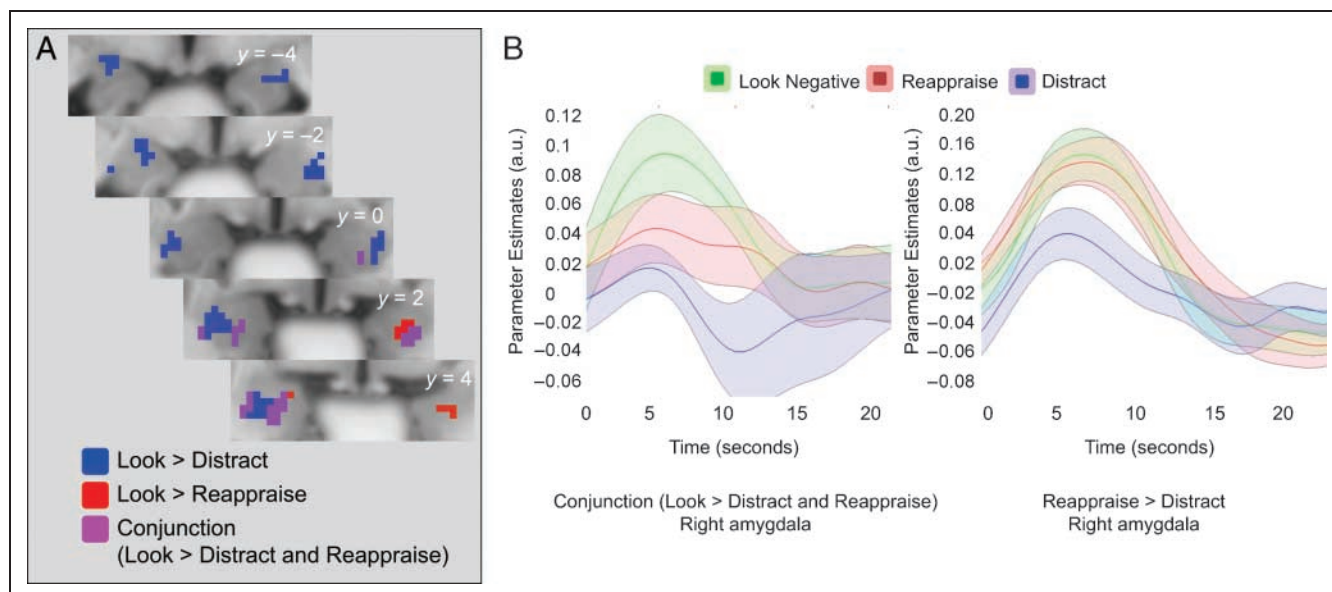 A
y = –4
y = –2
y = 0
y = 2
y = 4
Look > Distract
Look > Reappraise
Conjunction
(Look > Distract and Reappraise)
B
Look Negative
Reappraise
Distract
Parameter Estimates (a.u.)
0.12
0.1
0.08
0.06
0.04
0.02
0
–0.02
–0.04
–0.06
0
5
10
15
20
Time (seconds)
Conjunction (Look > Distract and Reappraise)
Right amygdala
Parameter Estimates (a.u.)
0.20
0.16
0.12
0.08
0.04
0.02
–0.02
–0.04
–0.06
–0.08
0
5
10
15
20
Time (seconds)
Reappraise > Distract
Right amygdala